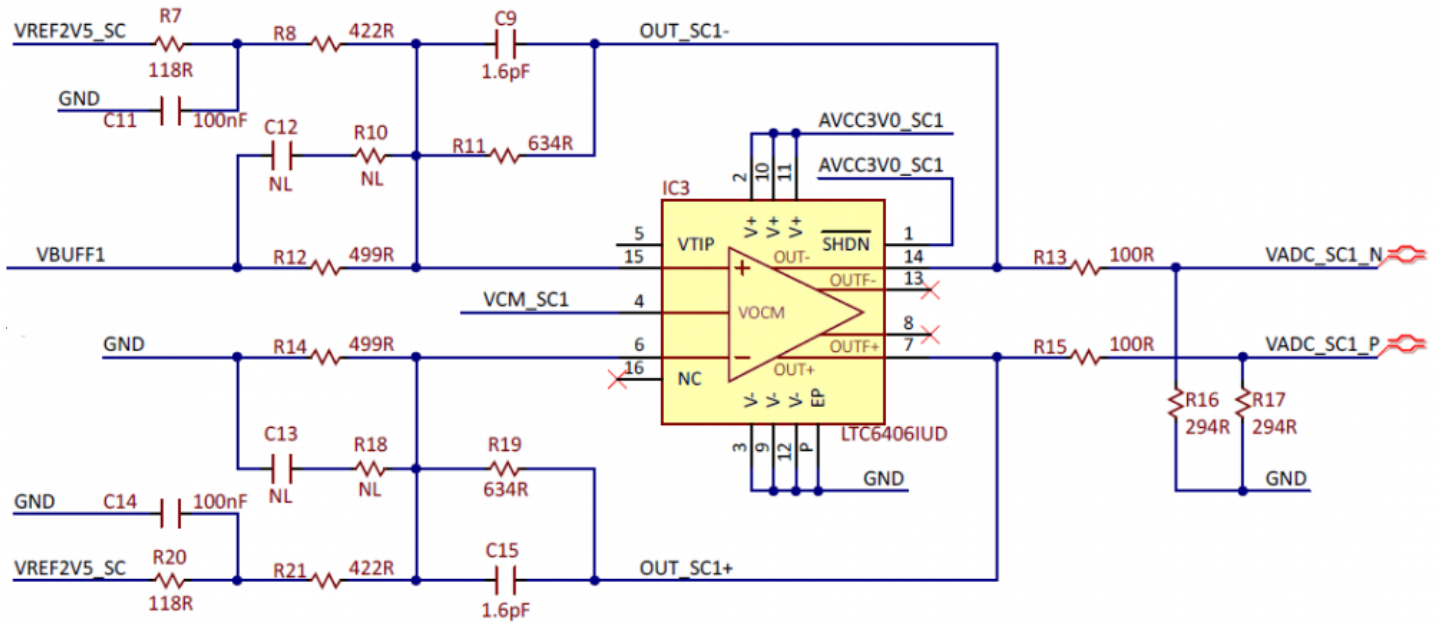 VREF2V5_SC R7 118R R8 422R C9 1.6pF OUT_SC1-
GND C11 100nF
C12 NL R10 NL R11 634R
AVCC3V0_SC1
AVCC3V0_SC1
IC3
2 10 11
V+ V+ V+
5 VTIP SHDN 1
VBUFF1 R12 499R 15 + OUT- 14 R13 100R VADC_SC1_N
OUTF- 13
VCM_SC1 4 VOCM
8
GND R14 499R 6 - OUTF+ 7 R15 100R VADC_SC1_P
16 NC OUT+
V- V- V- EP
R16 294R R17 294R
LTC6406IUD
3 9 12 P
GND
GND
C13 NL R18 NL R19 634R
GND C14 100nF
VREF2V5_SC R20 118R R21 422R C15 1.6pF OUT_SC1+